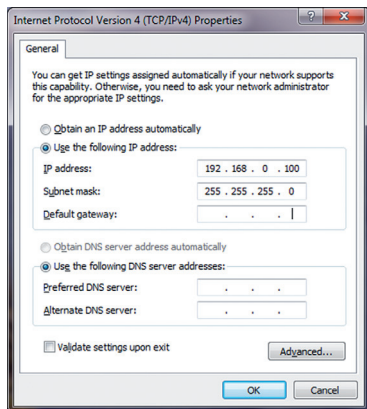 Internet Protocol Version 4 (TCP/IPv4) Properties
General
You can get IP settings assigned automatically if your network supports
this capability. Otherwise, you need to ask your network administrator
for the appropriate IP settings.
Obtain an IP address automatically
Use the following IP address:
IP address: 192 . 168 . 0 . 100
Subnet mask: 255 . 255 . 255 . 0
Default gateway: . . .
Obtain DNS server address automatically
Use the following DNS server addresses:
Preferred DNS server: . . .
Alternate DNS server: . . .
Validate settings upon exit
Advanced...
OK Cancel